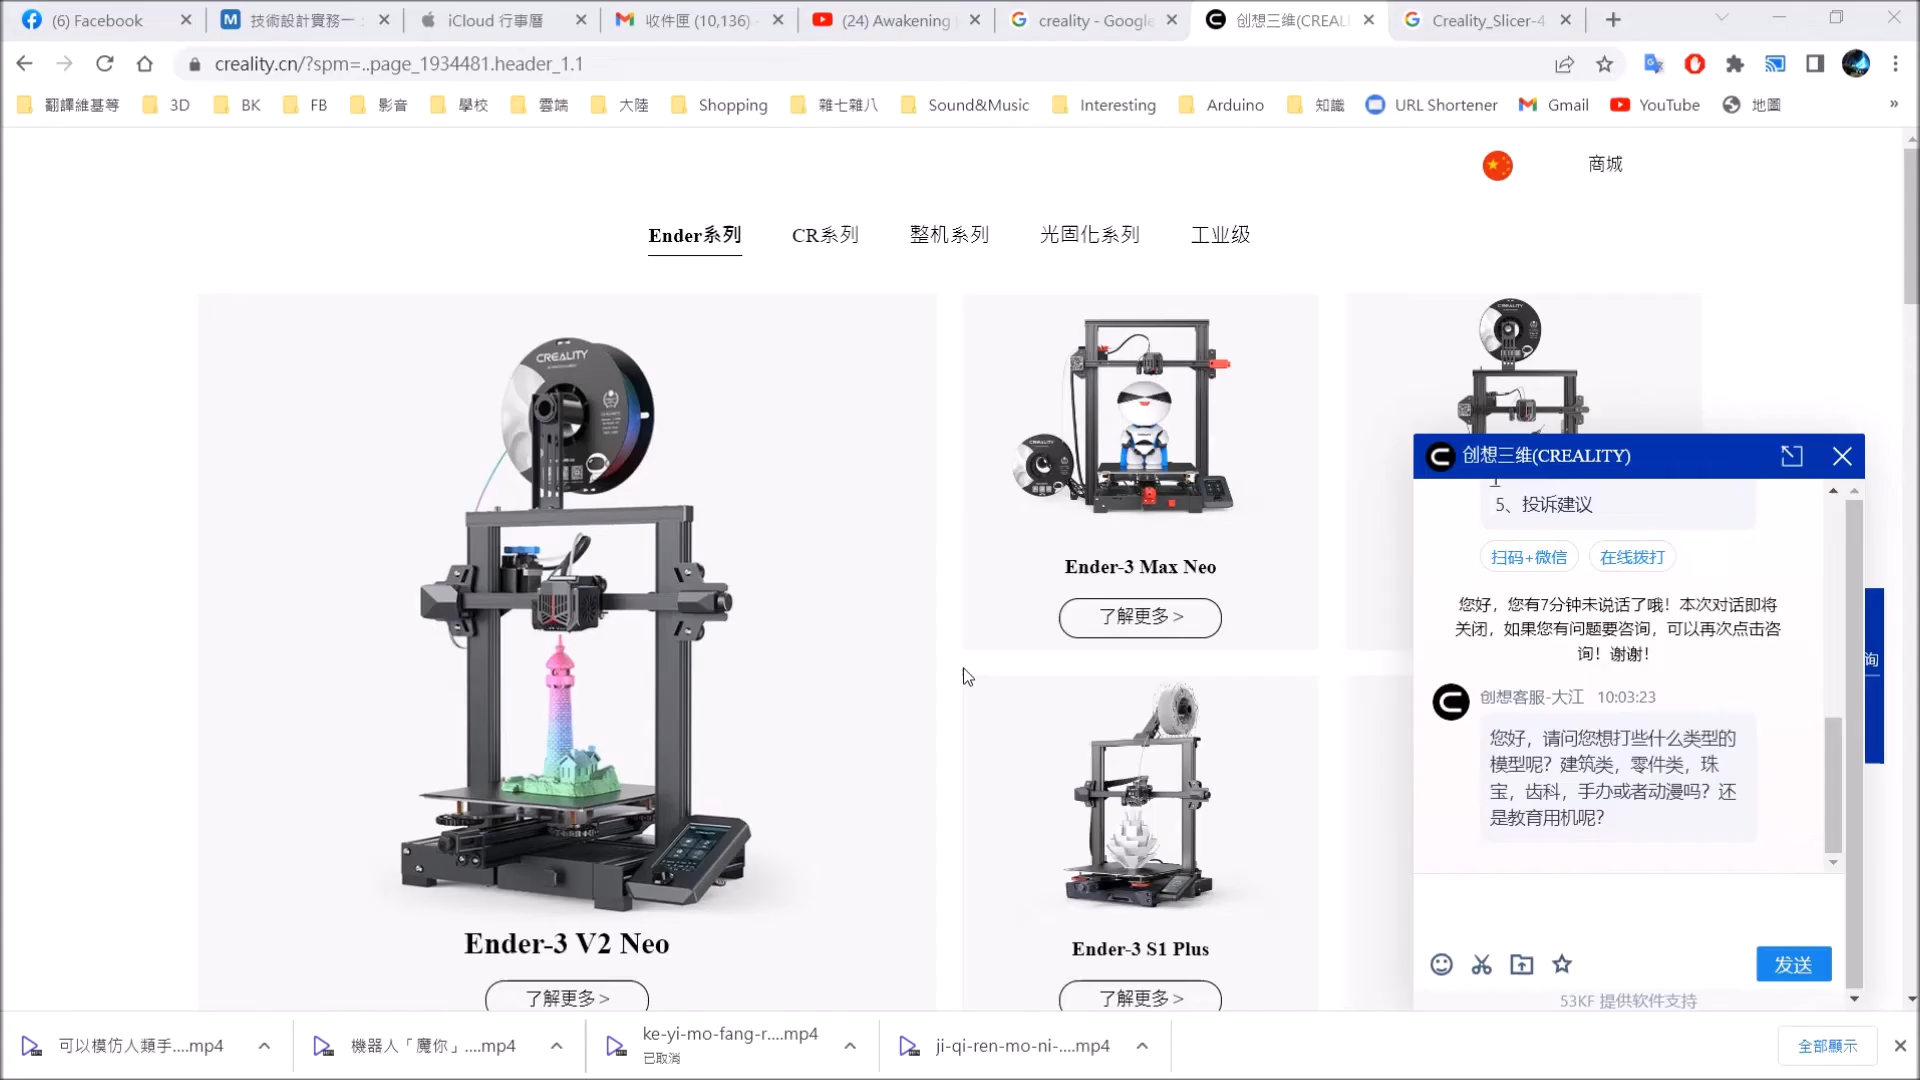 (6) Facebook
技術設計實務一
iCloud 行事曆
收件匣 (10,136) -
(24) Awakening
creality - Google
创想三维(CREAL
Creality_Slicer-4
creality.cn/?spm=..page_1934481.header_1.1
翻譯維基等
3D
BK
FB
影音
學校
雲端
大陸
Shopping
雜七雜八
Sound&Music
Interesting
Arduino
知識
URL Shortener
Gmail
YouTube
地圖
»
商城
Ender系列
CR系列
整机系列
光固化系列
工业级
CREALITY
Ender-3 V2 Neo
了解更多 >
Ender-3 Max Neo
了解更多 >
Ender-3 S1 Plus
了解更多 >
创想三维(CREALITY)
5、投诉建议
扫码+微信
在线拨打
您好，您有7分钟未说话了哦！本次对话即将
关闭，如果您有问题要咨询，可以再次点击咨
询！谢谢！
创想客服-大江 10:03:23
您好，请问您想打些什么类型的
模型呢？建筑类，零件类，珠
宝，齿科，手办或者动漫吗？还
是教育用机呢？
发送
53KF 提供软件支持
询
可以模仿人類手....mp4
機器人「魔你」....mp4
ke-yi-mo-fang-r....mp4
已取消
ji-qi-ren-mo-ni-....mp4
全部顯示